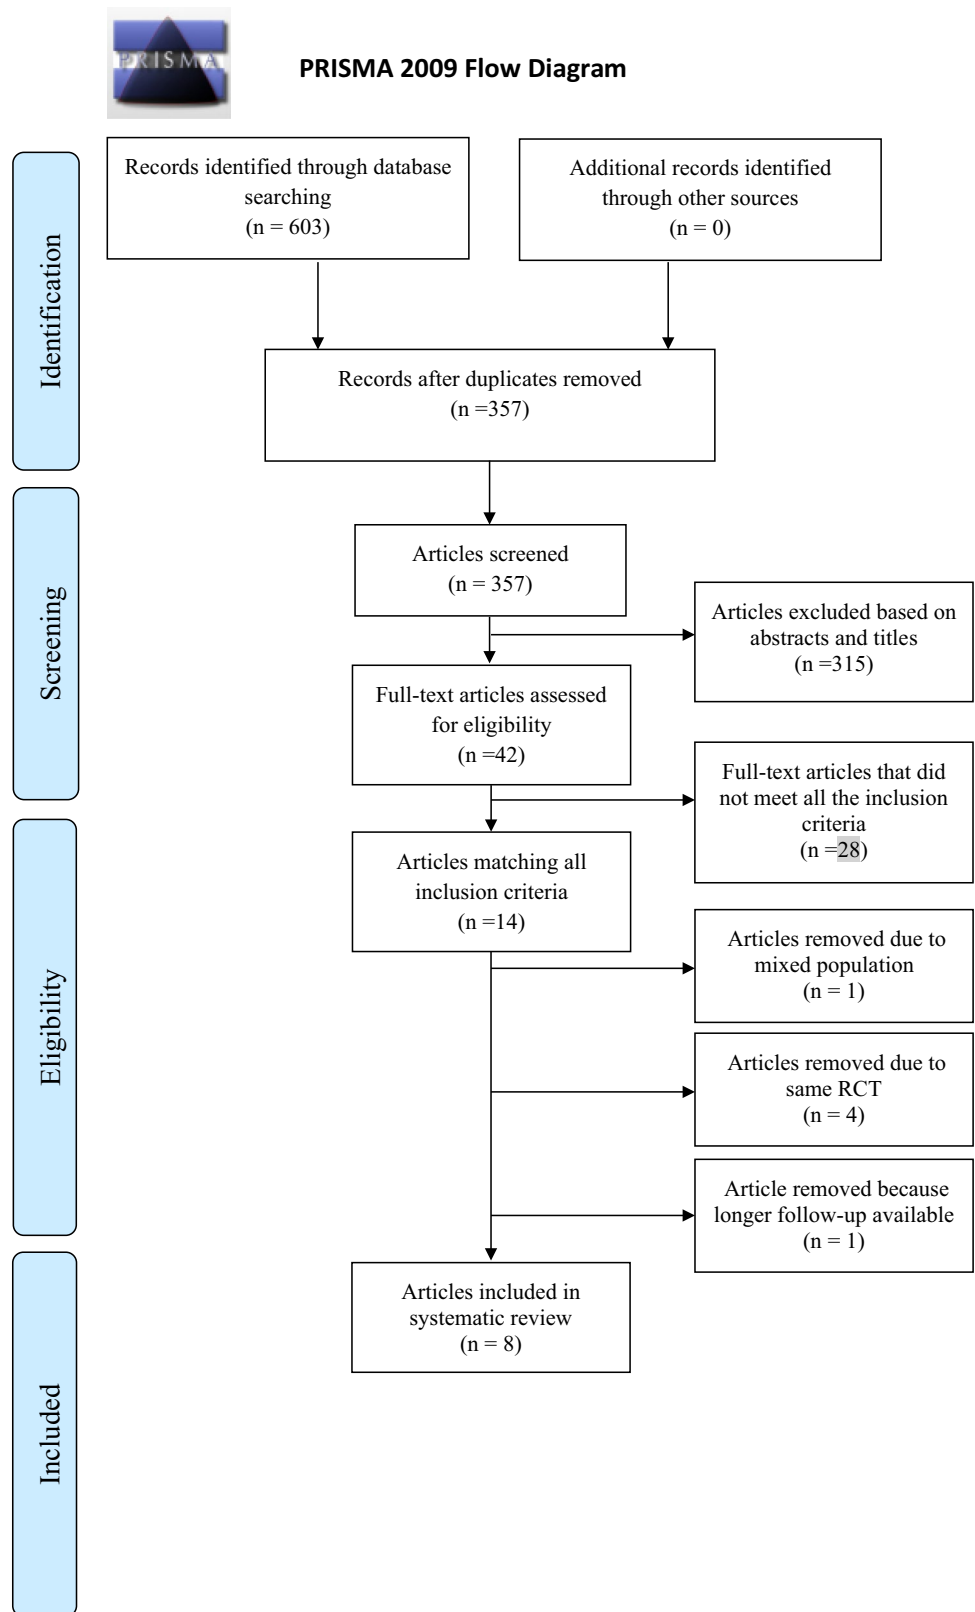 PRISMA
PRISMA 2009 Flow Diagram
Identification
Records identified through database
searching
(n = 603)
Additional records identified
through other sources
(n = 0)
Records after duplicates removed
(n =357)
Screening
Articles screened
(n = 357)
Articles excluded based on
abstracts and titles
(n =315)
Full-text articles assessed
for eligibility
(n =42)
Full-text articles that did
not meet all the inclusion
criteria
(n =28)
Eligibility
Articles matching all
inclusion criteria
(n =14)
Articles removed due to
mixed population
(n = 1)
Articles removed due to
same RCT
(n = 4)
Article removed because
longer follow-up available
(n = 1)
Included
Articles included in
systematic review
(n = 8)